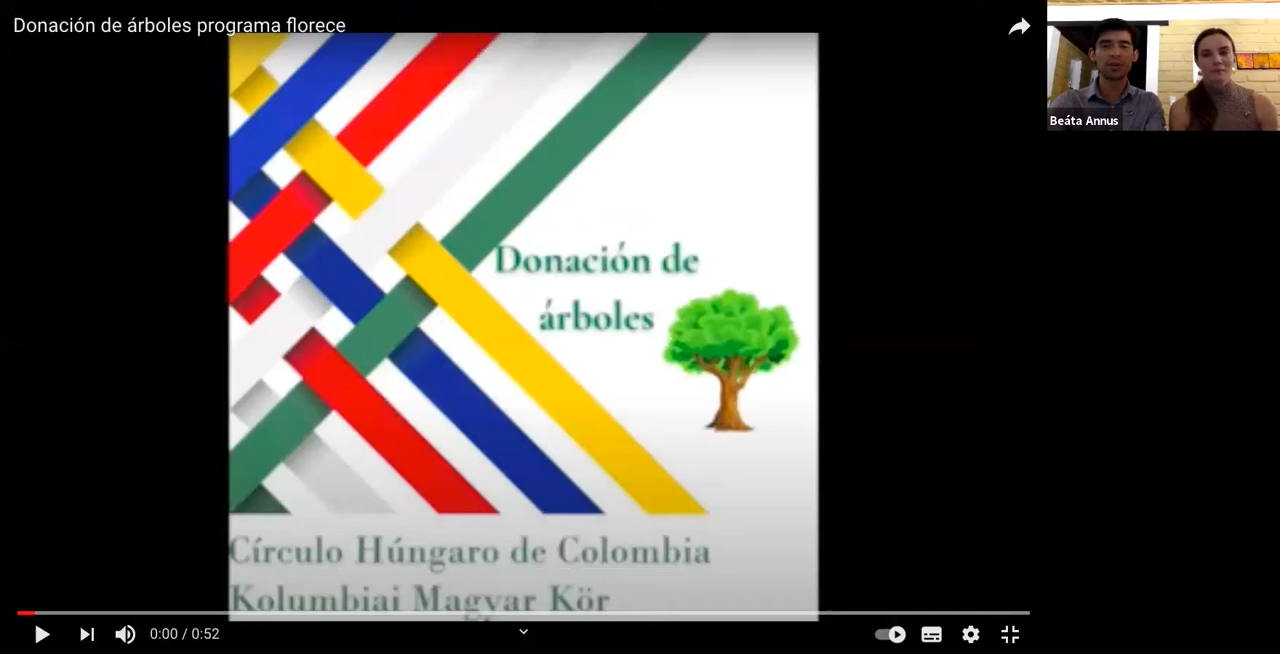 Donación de árboles programa florece
Beáta Annus
Donación de
árboles
Círculo Húngaro de Colombia
Kolumbiai Magyar Kör
0:00 / 0:52